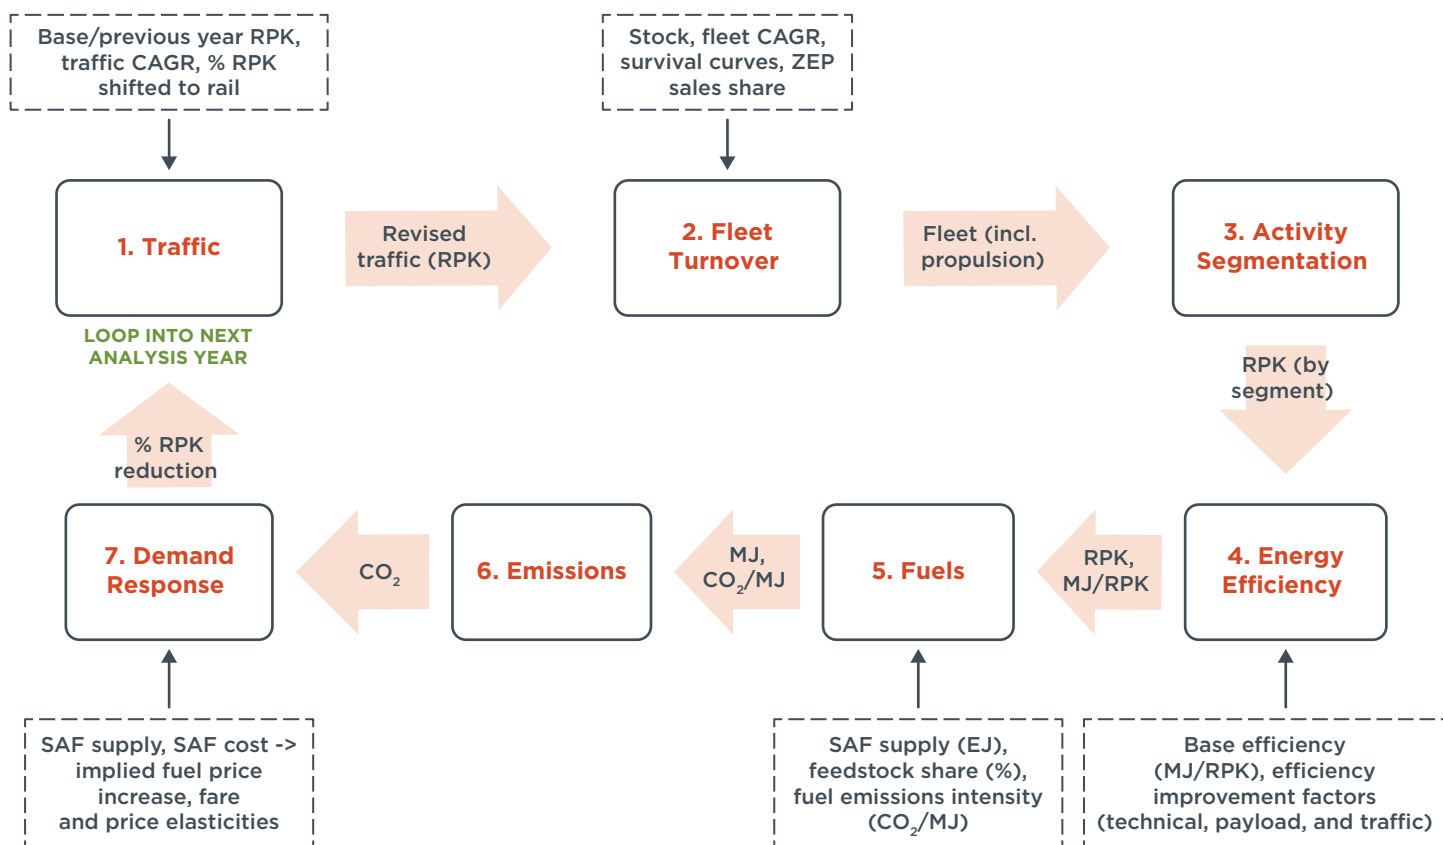 Base/previous year RPK,
traffic CAGR, % RPK
shifted to rail
Stock, fleet CAGR,
survival curves, ZEP
sales share
1. Traffic
Revised
traffic (RPK)
2. Fleet
Turnover
Fleet (incl.
propulsion)
3. Activity
Segmentation
LOOP INTO NEXT
ANALYSIS YEAR
RPK (by
segment)
% RPK
reduction
7. Demand
Response
CO₂
6. Emissions
MJ,
CO₂/MJ
5. Fuels
RPK,
MJ/RPK
4. Energy
Efficiency
SAF supply, SAF cost ->
implied fuel price
increase, fare
and price elasticities
SAF supply (EJ),
feedstock share (%),
fuel emissions intensity
(CO₂/MJ)
Base efficiency
(MJ/RPK), efficiency
improvement factors
(technical, payload, and traffic)